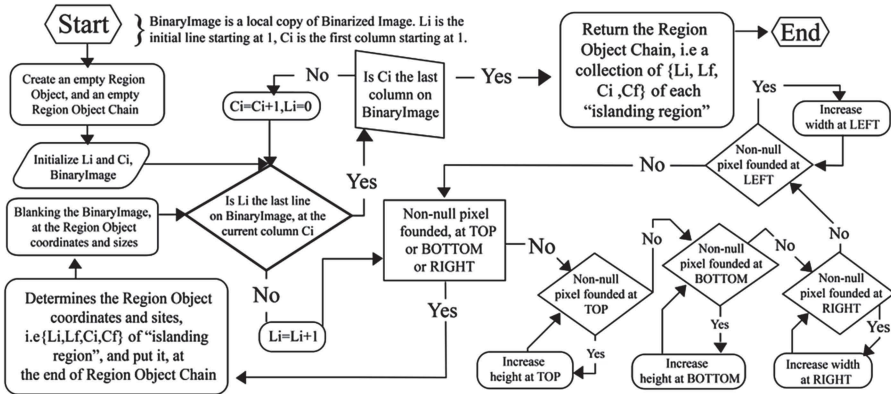 Start
BinaryImage is a local copy of Binarized Image. Li is the
initial line starting at 1, Ci is the first column starting at 1.
Create an empty Region
Object, and an empty
Region Object Chain
Initialize Li and Ci,
BinaryImage
Blanking the BinaryImage,
at the Region Object
coordinates and sizes
Determines the Region Object
coordinates and sites,
i.e{Li,Lf,Ci,Cf} of “islanding
region”, and put it, at
the end of Region Object Chain
No
Ci=Ci+1,Li=0
Is Ci the last
column on
BinaryImage
Yes
Is Li the last line
on BinaryImage, at the
current column Ci
Yes
No
Li=Li+1
Return the Region
Object Chain, i.e a
collection of {Li, Lf,
Ci ,Cf} of each
“islanding region”
End
Yes
Increase
width at LEFT
Non-null
pixel founded at
LEFT
No
Non-null pixel
founded, at TOP
or BOTTOM
or RIGHT
No
Yes
Non-null
pixel founded at
TOP
Yes
Increase
height at TOP
No
Non-null
pixel founded at
BOTTOM
Yes
Increase
height at BOTTOM
No
Non-null
pixel founded at
RIGHT
Yes
Increase width
at RIGHT
No